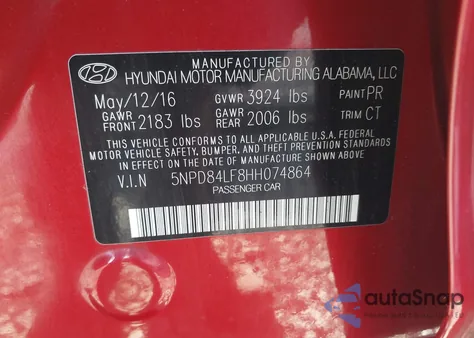 MANUFACTURED BY
HYUNDAI MOTOR MANUFACTURING ALABAMA, LLC
May/12/16 GVWR 3924 lbs PAINT PR
GAWR FRONT 2183 lbs GAWR REAR 2006 lbs TRIM CT
THIS VEHICLE CONFORMS TO ALL APPLICABLE U.S.A. FEDERAL
MOTOR VEHICLE SAFETY, BUMPER, AND THEFT PREVENTION STANDARDS
IN EFFECT ON THE DATE OF MANUFACTURE SHOWN ABOVE.
V.I.N 5NPD84LF8HH074864
PASSENGER CAR
autaSnap